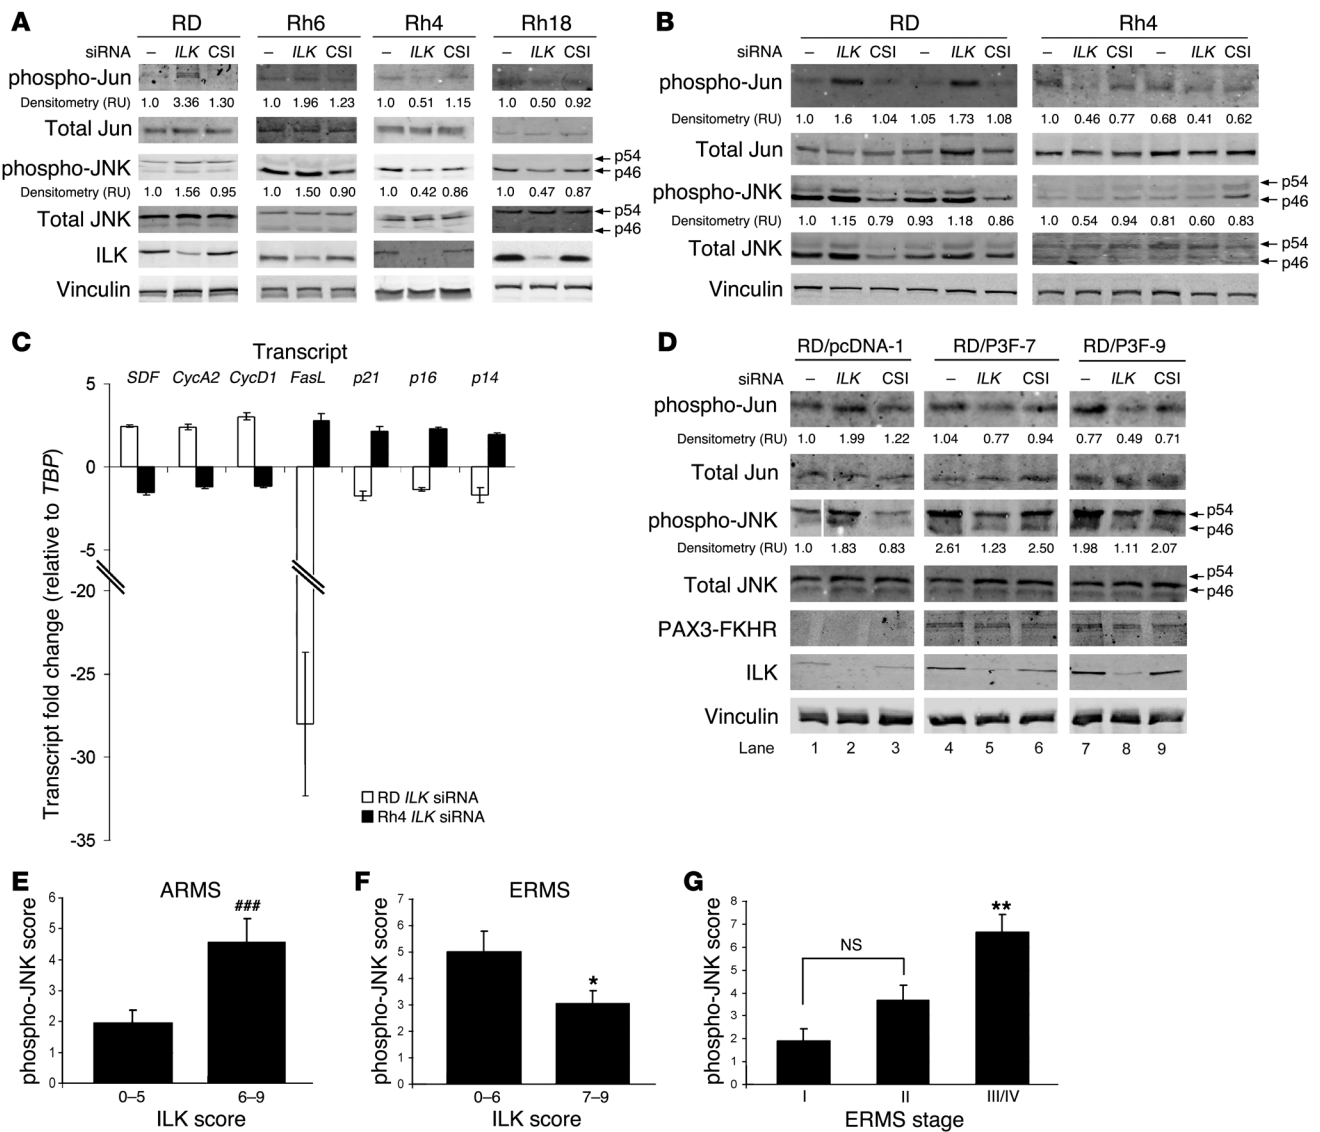 A
RD Rh6 Rh4 Rh18
siRNA – ILK CSI – ILK CSI – ILK CSI – ILK CSI
phospho-Jun
Densitometry (RU) 1.0 3.36 1.30 1.0 1.96 1.23 1.0 0.51 1.15 1.0 0.50 0.92
Total Jun
phospho-JNK p54 p46
Densitometry (RU) 1.0 1.56 0.95 1.0 1.50 0.90 1.0 0.42 0.86 1.0 0.47 0.87
Total JNK p54 p46
ILK
Vinculin
B
RD Rh4
siRNA – ILK CSI – ILK CSI – ILK CSI – ILK CSI
phospho-Jun
Densitometry (RU) 1.0 1.6 1.04 1.05 1.73 1.08 1.0 0.46 0.77 0.68 0.41 0.62
Total Jun
phospho-JNK p54 p46
Densitometry (RU) 1.0 1.15 0.79 0.93 1.18 0.86 1.0 0.54 0.94 0.81 0.60 0.83
Total JNK p54 p46
Vinculin
C
Transcript
SDF CycA2 CycD1 FasL p21 p16 p14
Transcript fold change (relative to TBP)
5
0
-5
-20
-25
-30
-35
RD ILK siRNA
Rh4 ILK siRNA
D
RD/pcDNA-1 RD/P3F-7 RD/P3F-9
siRNA – ILK CSI – ILK CSI – ILK CSI
phospho-Jun
Densitometry (RU) 1.0 1.99 1.22 1.04 0.77 0.94 0.77 0.49 0.71
Total Jun
phospho-JNK p54 p46
Densitometry (RU) 1.0 1.83 0.83 2.61 1.23 2.50 1.98 1.11 2.07
Total JNK p54 p46
PAX3-FKHR
ILK
Vinculin
Lane 1 2 3 4 5 6 7 8 9
E
ARMS
phospho-JNK score
6
5
4
3
2
1
0
###
0–5 6–9
ILK score
F
ERMS
phospho-JNK score
7
6
5
4
3
2
1
0
*
0–6 7–9
ILK score
G
phospho-JNK score
8
7
6
5
4
3
2
1
0
NS
**
I II III/IV
ERMS stage